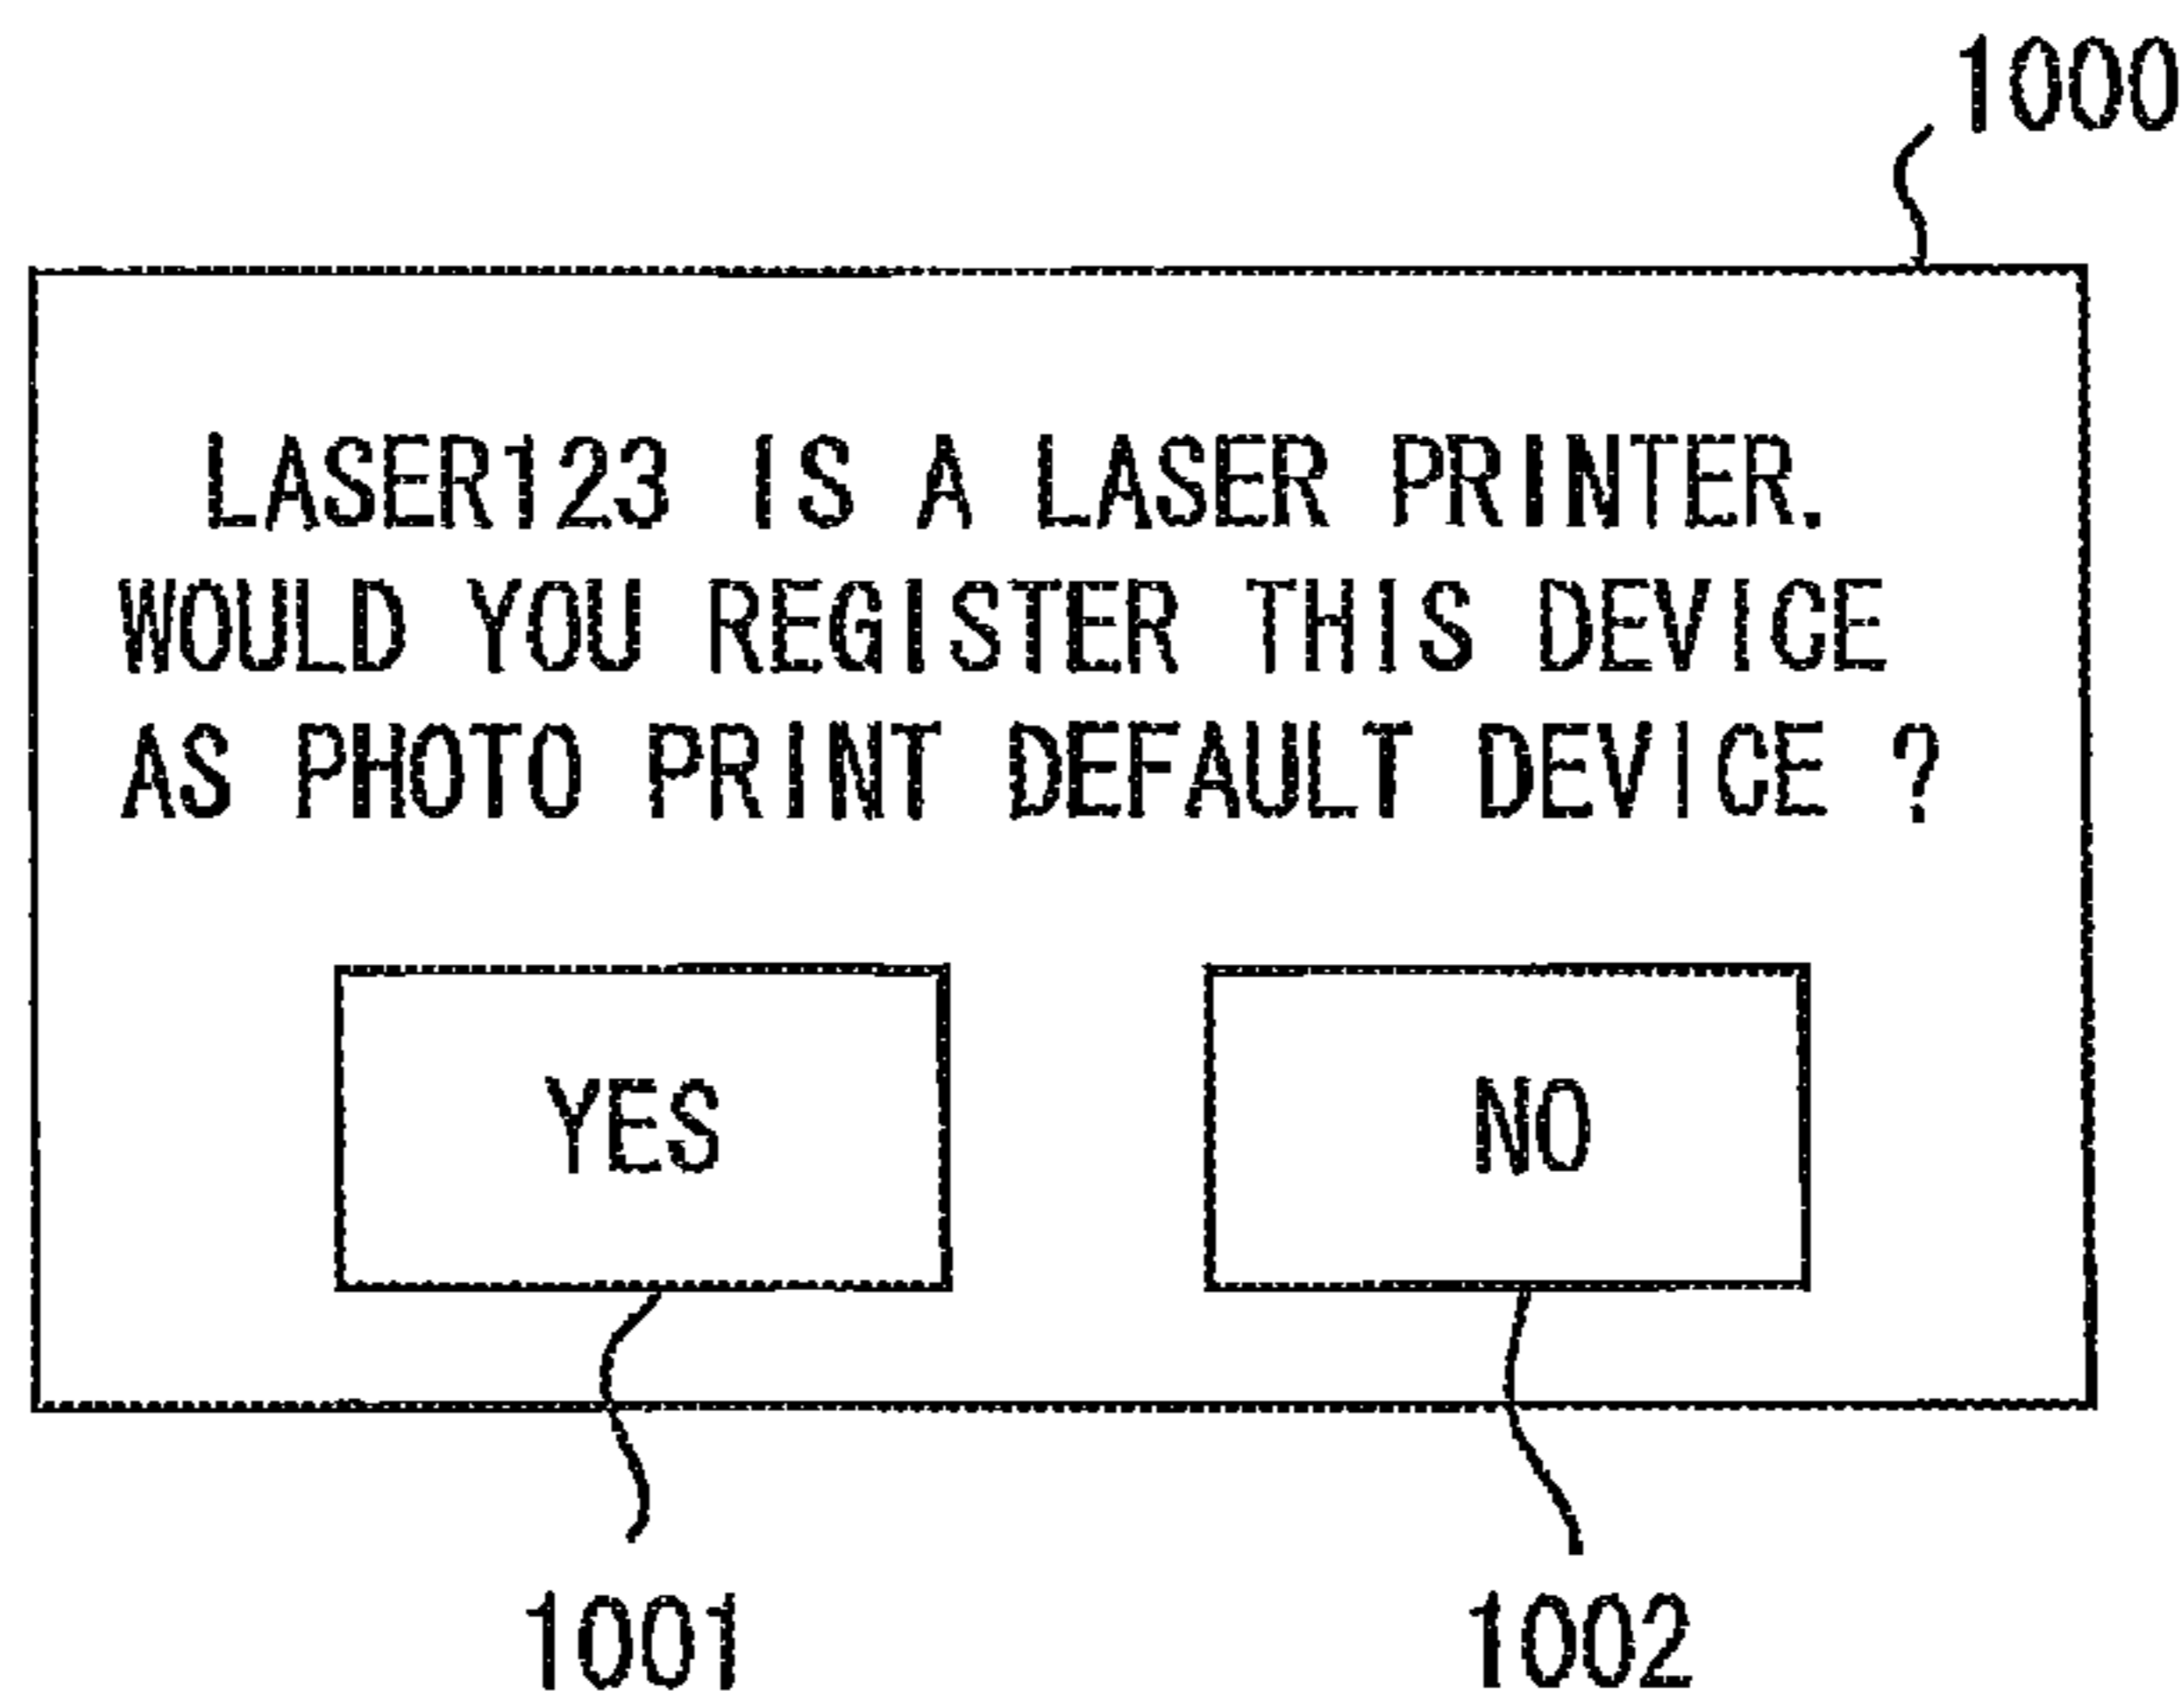 1000
LASER123 IS A LASER PRINTER.
WOULD YOU REGISTER THIS DEVICE
AS PHOTO PRINT DEFAULT DEVICE ?
YES NO
1001 1002